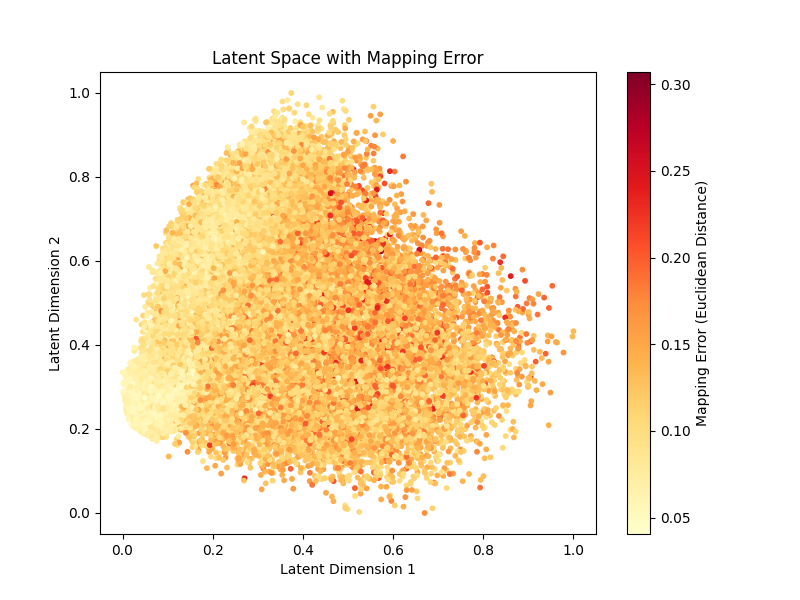 Latent Space with Mapping Error
1.0
0.8
0.6
0.4
0.2
0.0
Latent Dimension 2
0.0 0.2 0.4 0.6 0.8 1.0
Latent Dimension 1
0.30
0.25
0.20
0.15
0.10
0.05
Mapping Error (Euclidean Distance)